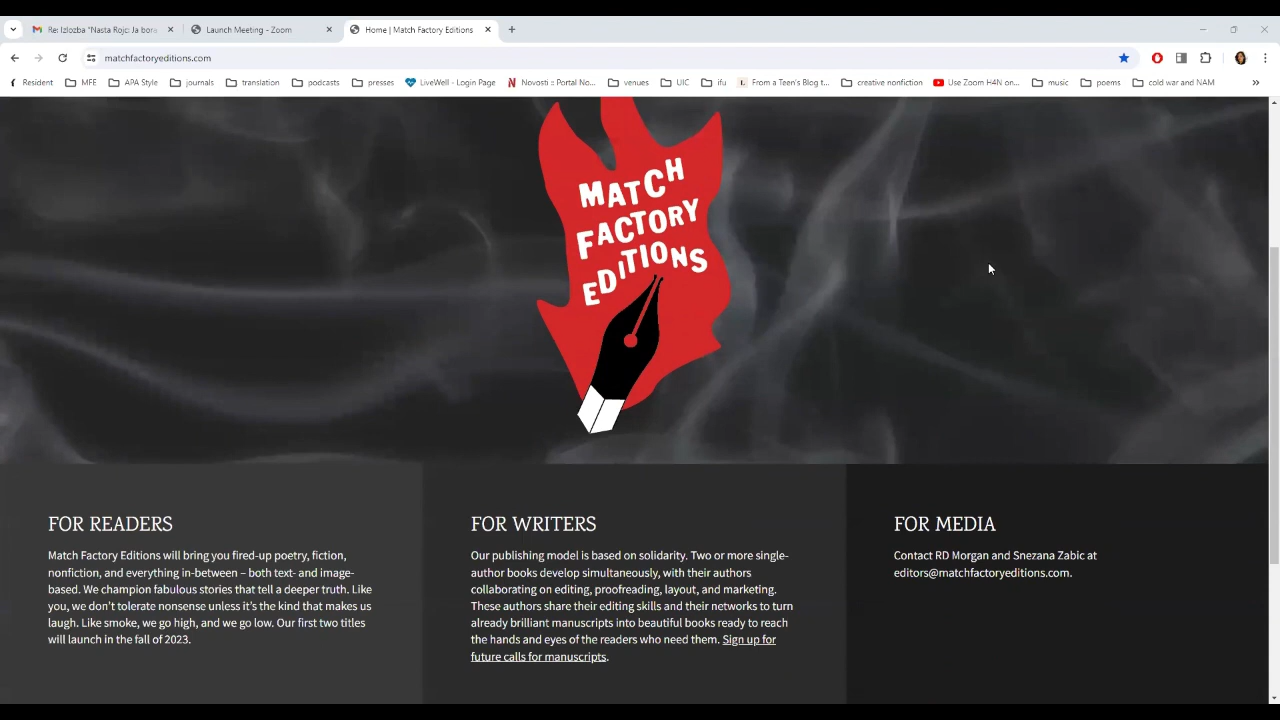 Re: Izlozba "Nasta Rojc: Ja bora
Launch Meeting - Zoom
Home | Match Factory Editions
matchfactoryeditions.com
Resident
MFE
APA Style
journals
translation
podcasts
presses
LiveWell - Login Page
Novosti :: Portal No...
venues
UIC
ifu
From a Teen's Blog t...
creative nonfiction
Use Zoom H4N on...
music
poems
cold war and NAM
MATCH
FACTORY
EDITIONS
FOR READERS
Match Factory Editions will bring you fired-up poetry, fiction,
nonfiction, and everything in-between – both text- and image-
based. We champion fabulous stories that tell a deeper truth. Like
you, we don't tolerate nonsense unless it's the kind that makes us
laugh. Like smoke, we go high, and we go low. Our first two titles
will launch in the fall of 2023.
FOR WRITERS
Our publishing model is based on solidarity. Two or more single-
author books develop simultaneously, with their authors
collaborating on editing, proofreading, layout, and marketing.
These authors share their editing skills and their networks to turn
already brilliant manuscripts into beautiful books ready to reach
the hands and eyes of the readers who need them. Sign up for
future calls for manuscripts.
FOR MEDIA
Contact RD Morgan and Snezana Zabic at
editors@matchfactoryeditions.com.